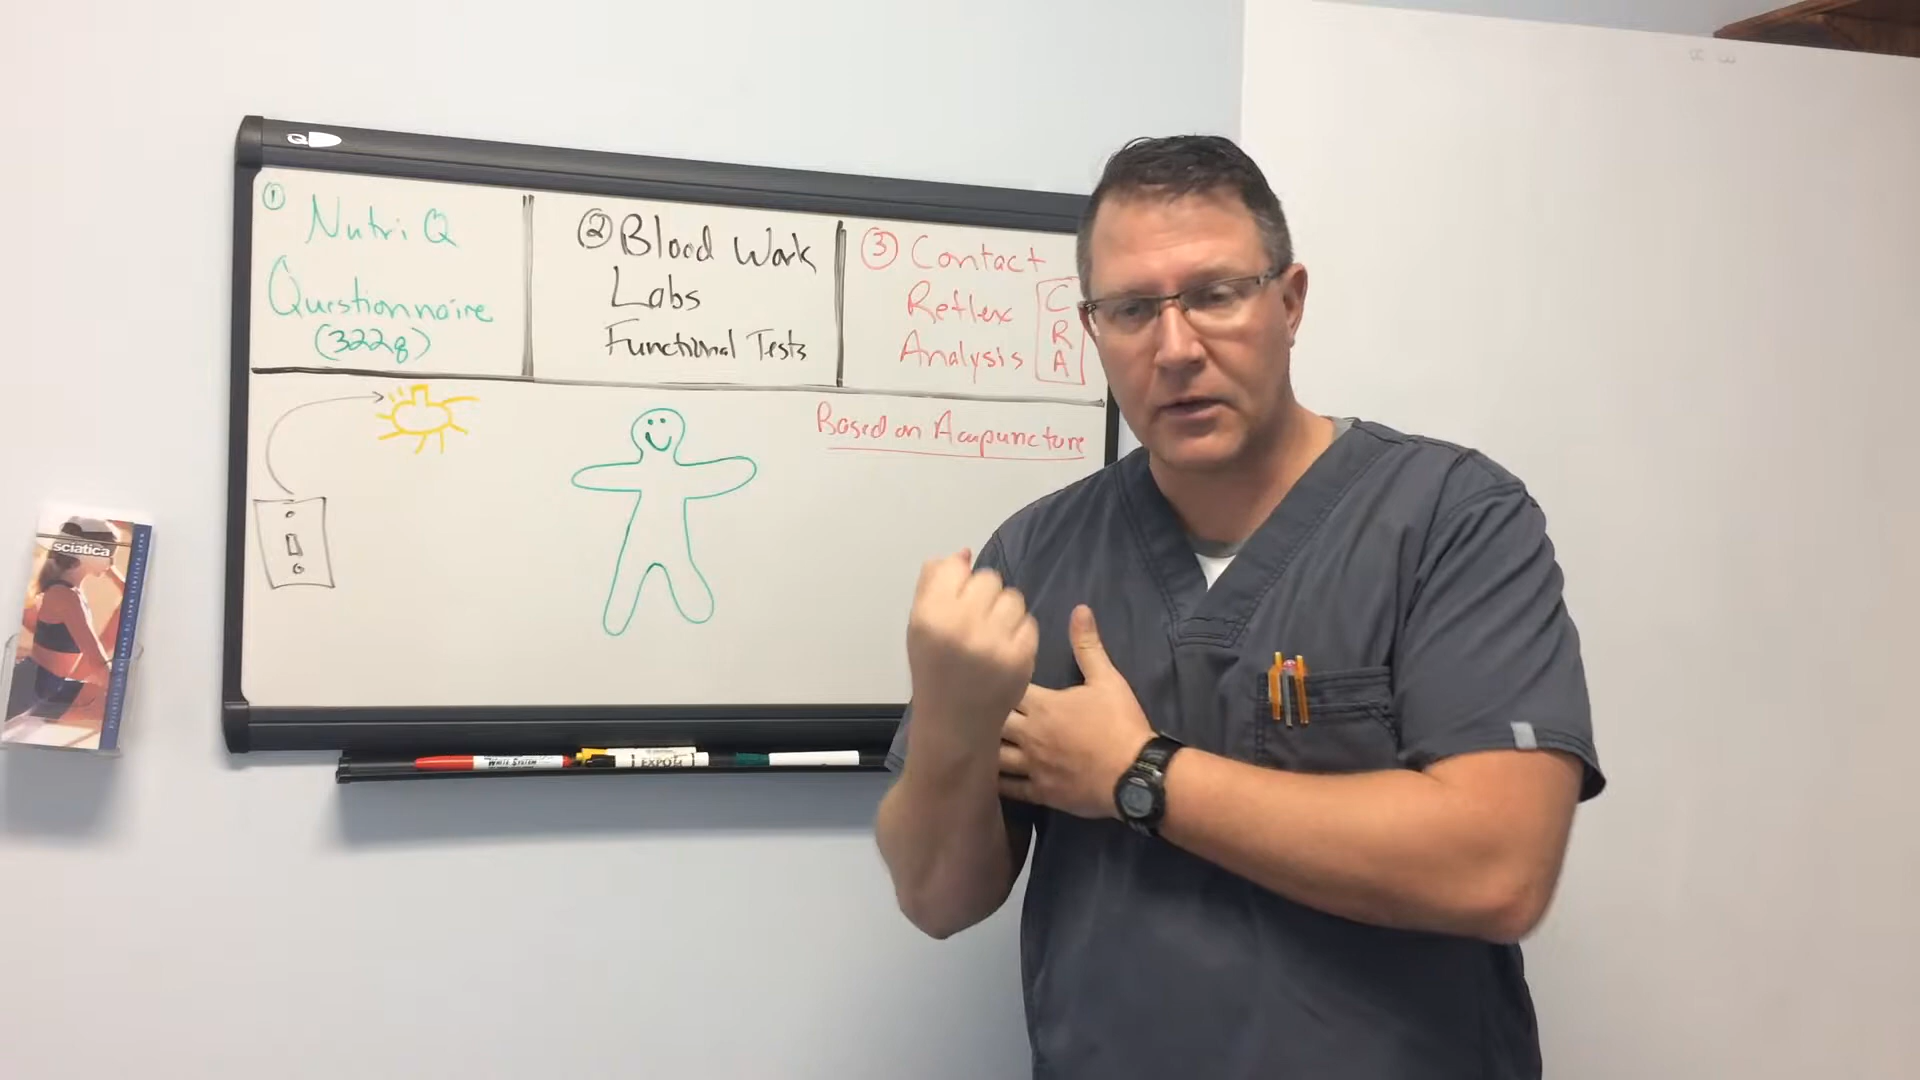 ① Nutri Q
Questionnaire
(322q)
② Blood Work
Labs
Functional Tests
③ Contact
Reflex
Analysis
C
R
A
Based on Acupuncture
sciatica
EXPO